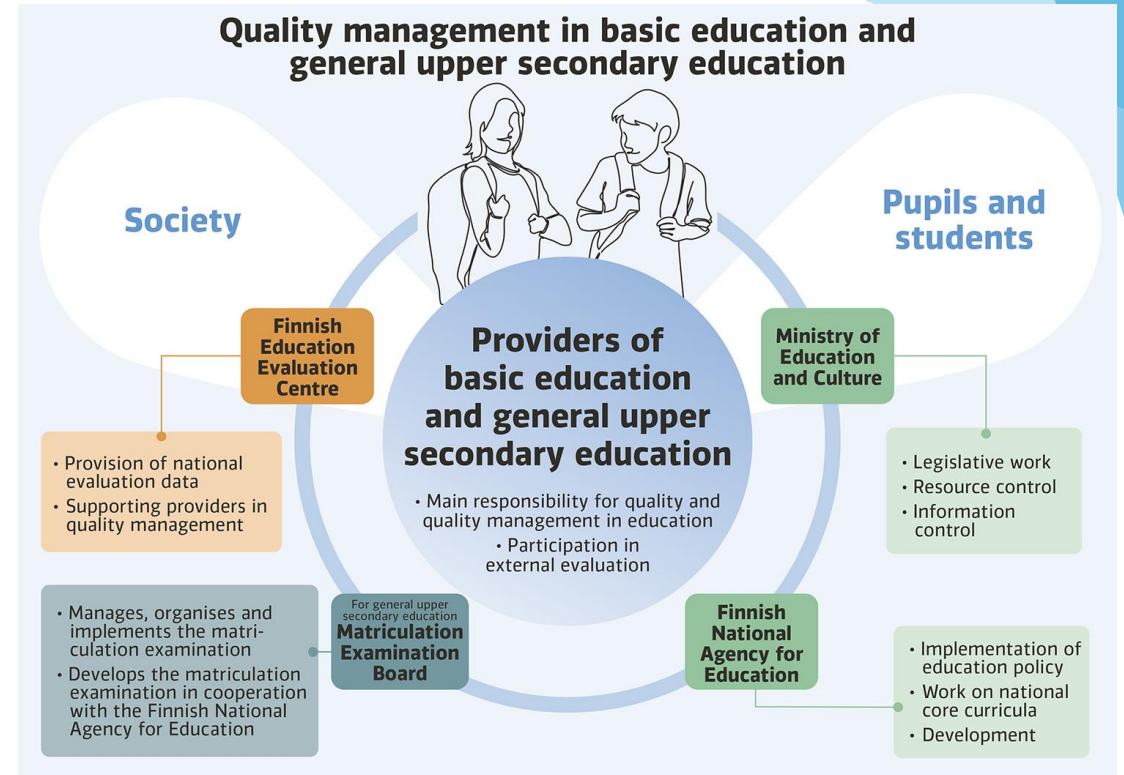 Quality management in basic education and
general upper secondary education
Society
Pupils and
students
Finnish
Education
Evaluation
Centre
Ministry of
Education
and Culture
Providers of
basic education
and general upper
secondary education
• Main responsibility for quality and
quality management in education
• Participation in
external evaluation
• Provision of national
evaluation data
• Supporting providers in
quality management
• Legislative work
• Resource control
• Information
control
• Manages, organises and
implements the matri-
culation examination
• Develops the matriculation
examination in cooperation
with the Finnish National
Agency for Education
For general upper
secondary education
Matriculation
Examination
Board
Finnish
National
Agency for
Education
• Implementation of
education policy
• Work on national
core curricula
• Development